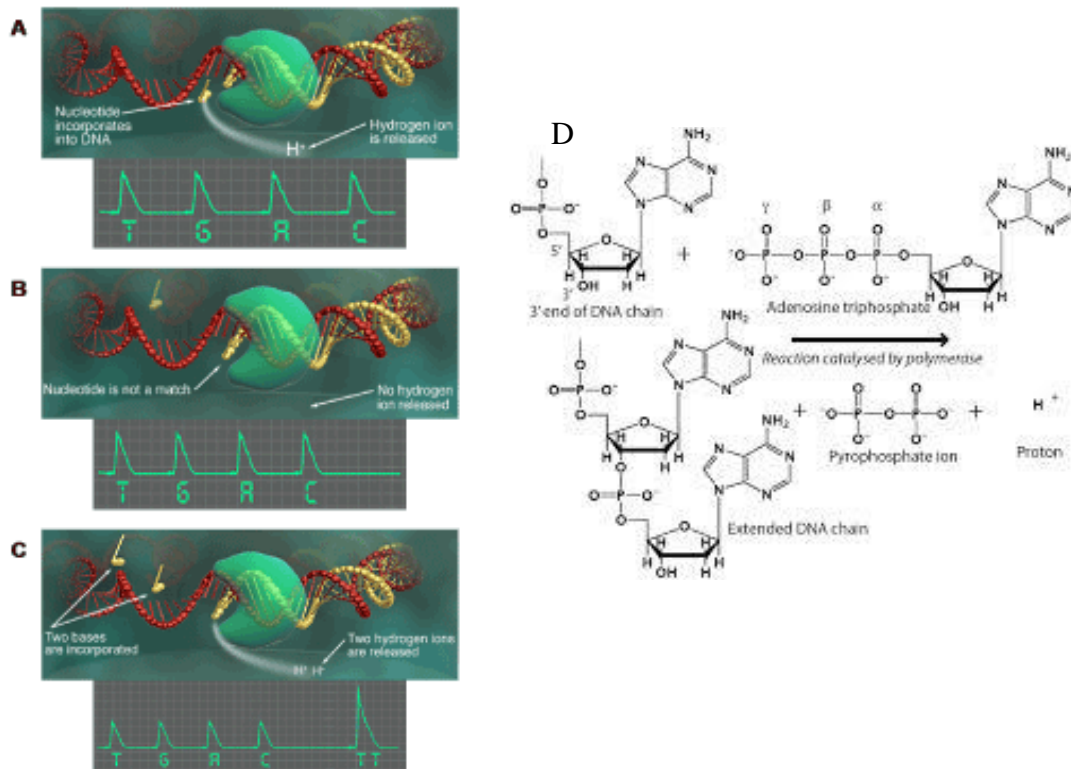 A
Nucleotide
incorporates
into DNA
H+
Hydrogen ion
is released
T G A C
B
Nucleotide is not a match
No hydrogen
ion released
T G A C
C
Two bases
are incorporated
H+ H+
Two hydrogen ions
are released
T G A C TT
D
NH₂
N N
N N
O
O=P—O⁻
O
5'
O
H H
H H
3'
OH H
3' end of DNA chain
+
γ β α
O O O
⁻O—P—O—P—O—P—O
O⁻ O⁻ O⁻
NH₂
N N
N N
O
H H
H H
OH H
Adenosine triphosphate
Reaction catalysed by polymerase
NH₂
N N
N N
O
O=P—O⁻
O
O
H H
H H
O H
O=P—O⁻
O
NH₂
N N
N N
O
H H
H H
OH H
Extended DNA chain
+
O O
⁻O—P—O—P—O⁻
O⁻ O⁻
Pyrophosphate ion
+
H +
Proton